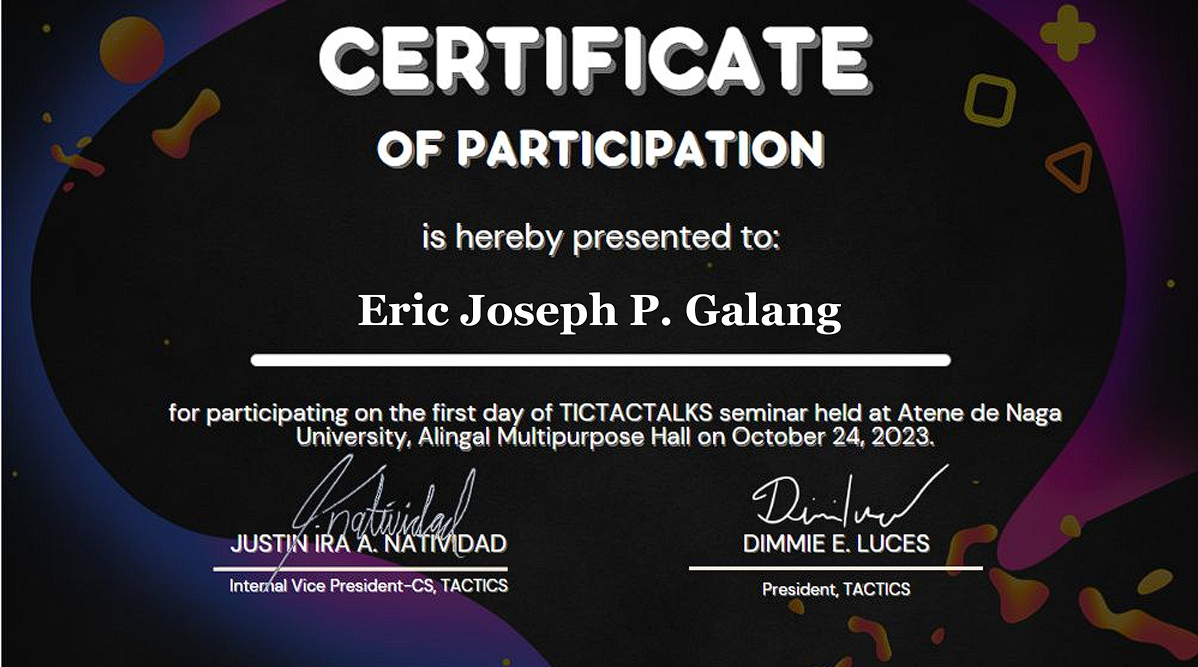 CERTIFICATE
OF PARTICIPATION
is hereby presented to:
Eric Joseph P. Galang
for participating on the first day of TICTACTALKS seminar held at Atene de Naga
University, Alingal Multipurpose Hall on October 24, 2023.
J. natividad
JUSTIN IRA A. NATIVIDAD
Internal Vice President-CS, TACTICS
DIMMIE E. LUCES
President, TACTICS